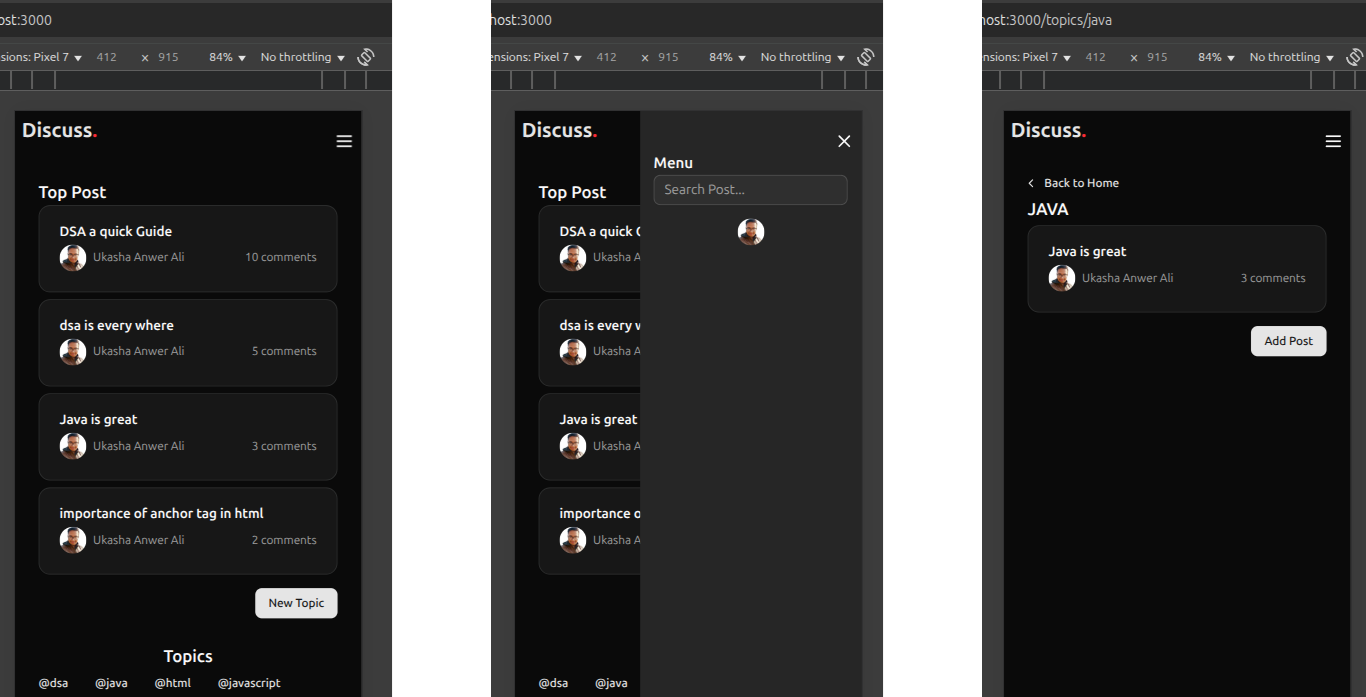 ost:3000
sions: Pixel 7 ▼ 412 x 915 84% ▼ No throttling ▼
Discuss.
Top Post
DSA a quick Guide
Ukasha Anwer Ali 10 comments
dsa is every where
Ukasha Anwer Ali 5 comments
Java is great
Ukasha Anwer Ali 3 comments
importance of anchor tag in html
Ukasha Anwer Ali 2 comments
New Topic
Topics
@dsa @java @html @javascript
host:3000
ensions: Pixel 7 ▼ 412 x 915 84% ▼ No throttling ▼
Discuss.
Menu
Search Post...
Top Post
DSA a quick G
Ukasha A
dsa is every w
Ukasha A
Java is great
Ukasha A
importance o
Ukasha A
@dsa @java
host:3000/topics/java
nsions: Pixel 7 ▼ 412 x 915 84% ▼ No throttling ▼
Discuss.
Back to Home
JAVA
Java is great
Ukasha Anwer Ali 3 comments
Add Post